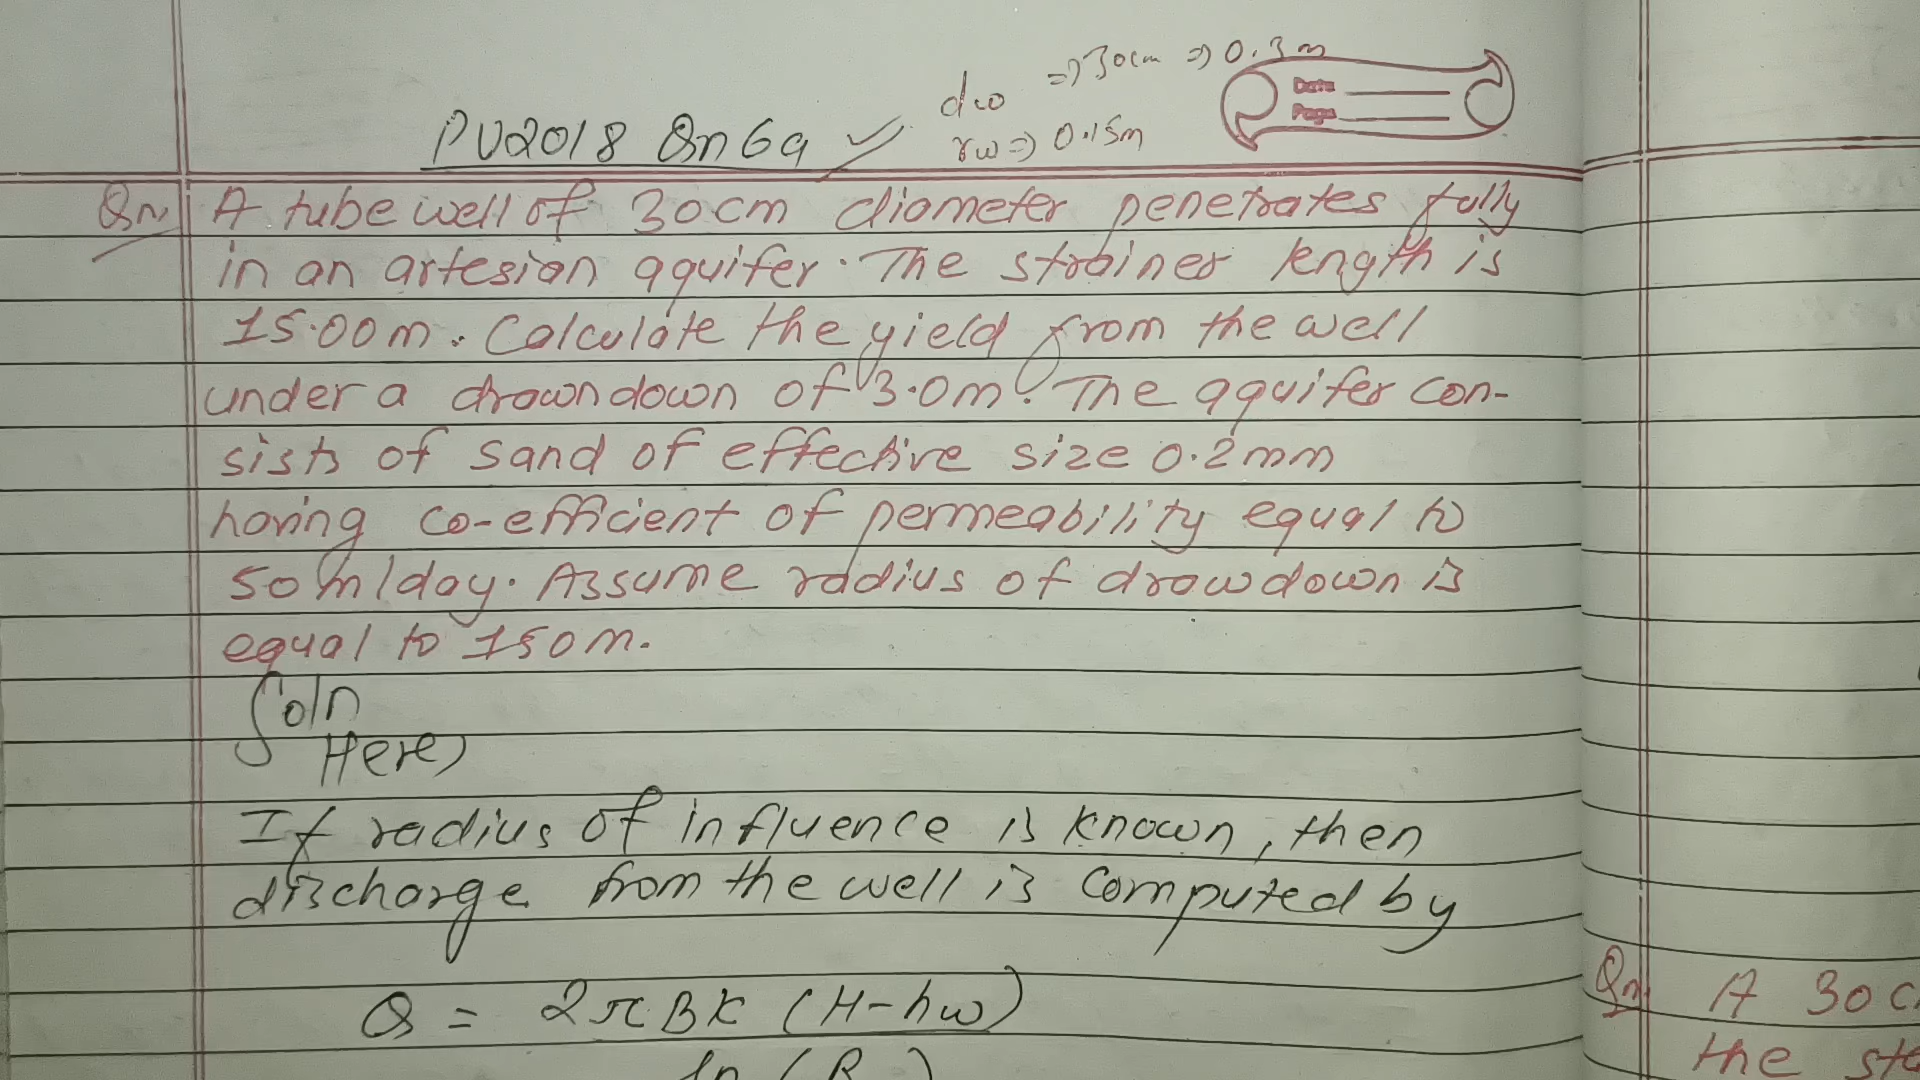 dw => 30cm => 0.3m
rw => 0.15m
Date
Page
PU2018 Qn6a
Qn. A tube well of 30cm diameter penetrates fully
in an artesian aquifer. The strainer length is
15.00m. Calculate the yield from the well
under a drawndown of 3.0m. The aquifer con-
sists of sand of effective size 0.2mm
having co-efficient of permeability equal to
50m/day. Assume radius of drawdown is
equal to 150m.
Soln
Here,
If radius of influence is known, then
discharge from the well is computed by
Q = 2πBK (H-hw)
ln (R )
Qn. A 30c
the st